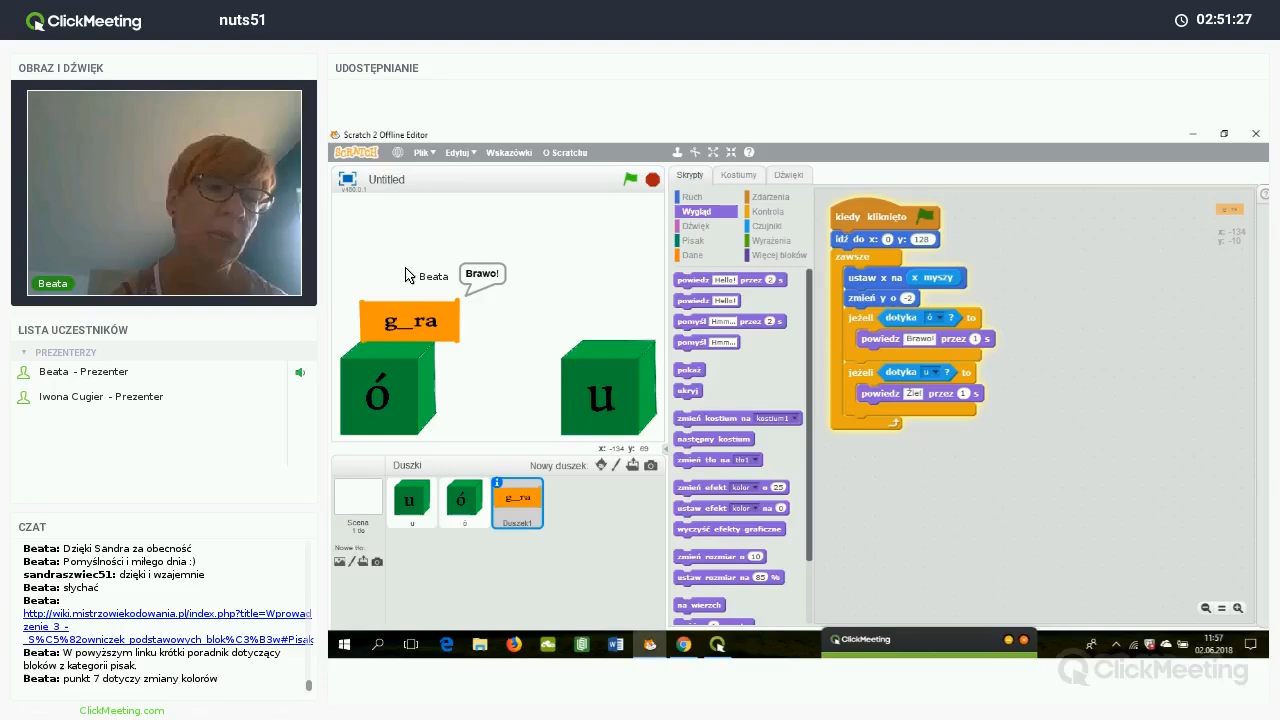 ClickMeeting
nuts51
02:51:27
OBRAZ I DŹWIĘK
UDOSTĘPNIANIE
Beata
LISTA UCZESTNIKÓW
PREZENTERZY
Beata - Prezenter
Iwona Cugier - Prezenter
CZAT
Beata: Dzięki Sandra za obecność
Beata: Pomyślności i miłego dnia :)
sandraszwiec51: dzięki i wzajemnie
Beata: słychać
Beata:
http://wiki.mistrzowiekodowania.pl/index.php?title=Wprowad
zenie_3_-
_S%C5%82owniczek_podstawowych_blok%C3%B3w#Pisak
Beata: W powyższym linku krótki poradnik dotyczący
bloków z kategorii pisak.
Beata: punkt 7 dotyczy zmiany kolorów
ClickMeeting.com
Scratch 2 Offline Editor
SCRATCH
Plik
Edytuj
Wskazówki
O Scratchu
Untitled
v460.0.1
Beata
Brawo!
g_ra
ó
u
x: -134 y: 69
Duszki
Nowy duszek:
Scena
1 tło
Nowe tło:
u
u
ó
ó
g_ra
Duszek1
Skrypty
Kostiumy
Dźwięki
Ruch
Wygląd
Dźwięk
Pisak
Dane
Zdarzenia
Kontrola
Czujniki
Wyrażenia
Więcej bloków
powiedz Hello! przez 2 s
powiedz Hello!
pomyśl Hmm... przez 2 s
pomyśl Hmm...
pokaż
ukryj
zmień kostium na kostium1
następny kostium
zmień tło na tło1
zmień efekt kolor o 25
ustaw efekt kolor na 0
wyczyść efekty graficzne
zmień rozmiar o 10
ustaw rozmiar na 85 %
na wierzch
kiedy kliknięto
idź do x: 0 y: 128
zawsze
ustaw x na x myszy
zmień y o -2
jeżeli dotyka ó ? to
powiedz Brawo! przez 1 s
jeżeli dotyka u ? to
powiedz Źle! przez 1 s
g_ra
x: -134
y: -10
ClickMeeting
11:57
02.06.2018
ClickMeeting